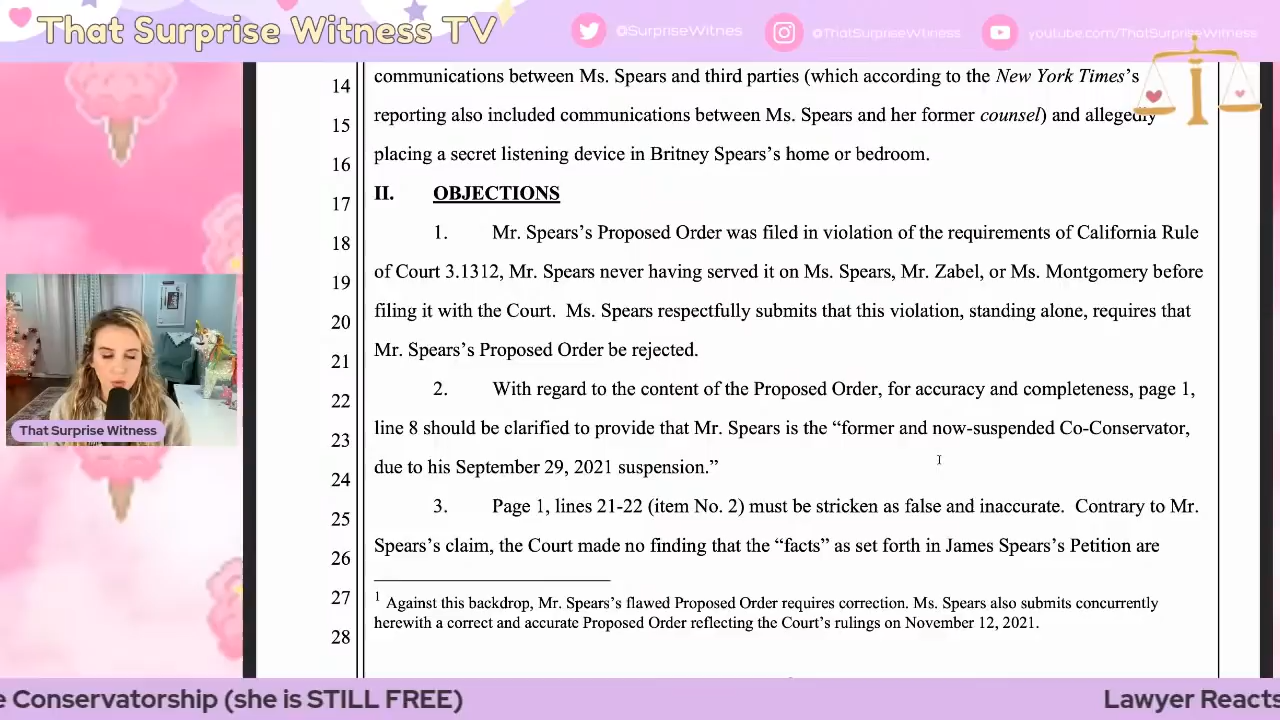 That Surprise Witness TV
@SurpriseWitnes
@ThatSurpriseWitness
youtube.com/ThatSurpriseWitness
14 communications between Ms. Spears and third parties (which according to the New York Times's
15 reporting also included communications between Ms. Spears and her former counsel) and allegedly
16 placing a secret listening device in Britney Spears's home or bedroom.
17 II. OBJECTIONS
18 1. Mr. Spears's Proposed Order was filed in violation of the requirements of California Rule
19 of Court 3.1312, Mr. Spears never having served it on Ms. Spears, Mr. Zabel, or Ms. Montgomery before
20 filing it with the Court. Ms. Spears respectfully submits that this violation, standing alone, requires that
21 Mr. Spears's Proposed Order be rejected.
22 2. With regard to the content of the Proposed Order, for accuracy and completeness, page 1,
23 line 8 should be clarified to provide that Mr. Spears is the “former and now-suspended Co-Conservator,
24 due to his September 29, 2021 suspension.”
25 3. Page 1, lines 21-22 (item No. 2) must be stricken as false and inaccurate. Contrary to Mr.
26 Spears's claim, the Court made no finding that the “facts” as set forth in James Spears's Petition are
27 1 Against this backdrop, Mr. Spears's flawed Proposed Order requires correction. Ms. Spears also submits concurrently
herewith a correct and accurate Proposed Order reflecting the Court's rulings on November 12, 2021.
28
That Surprise Witness
e Conservatorship (she is STILL FREE)
Lawyer Reacts